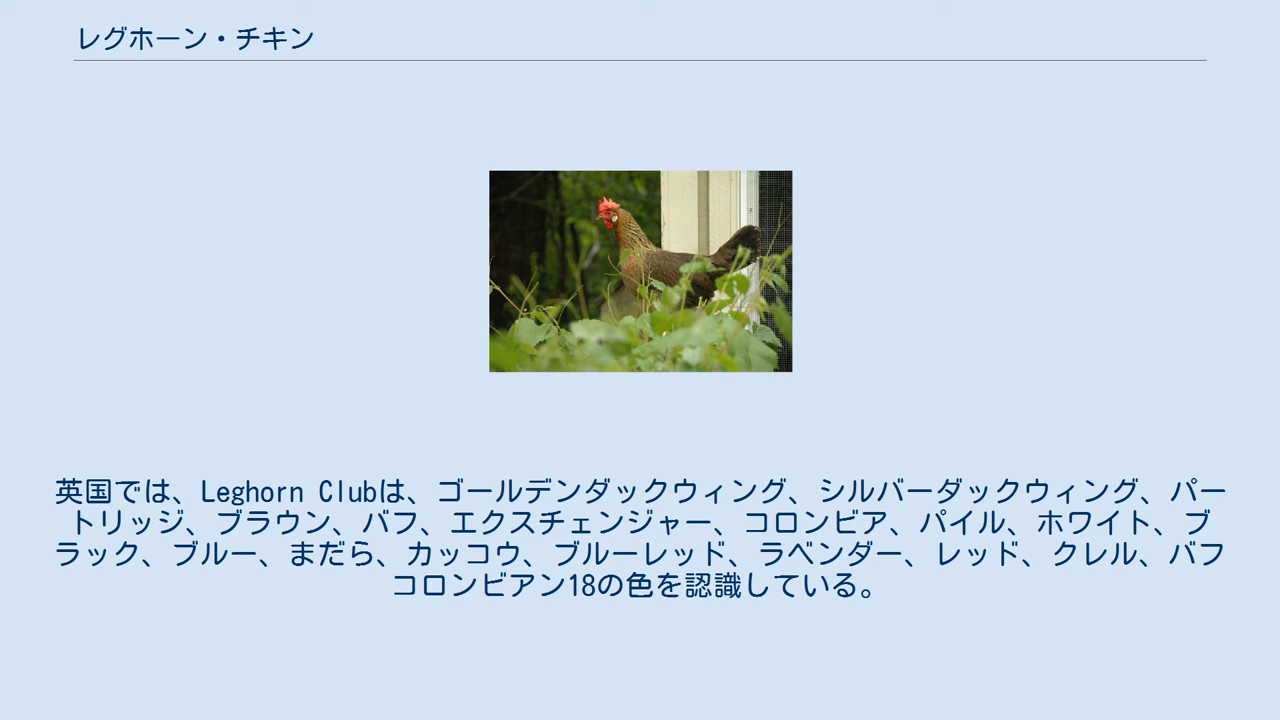 レグホーン・チキン
英国では、Leghorn Clubは、ゴールデンダックウィング、シルバーダックウィング、パー
トリッジ、ブラウン、バフ、エクスチェンジャー、コロンビア、パイル、ホワイト、ブ
ラック、ブルー、まだら、カッコウ、ブルーレッド、ラベンダー、レッド、クレル、バフ
コロンビアン18の色を認識している。